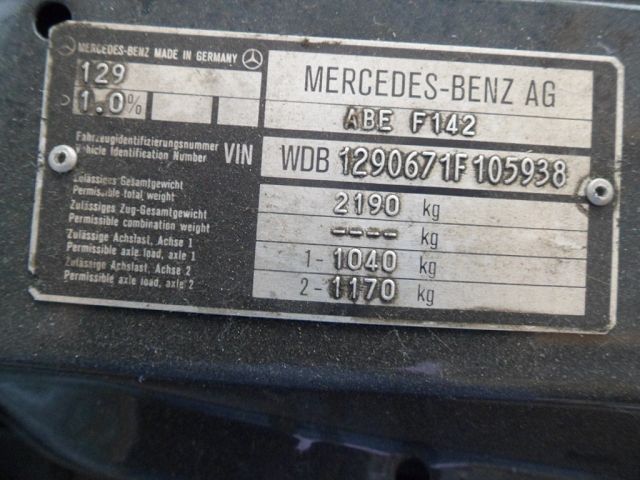 MERCEDES-BENZ MADE IN GERMANY
129
1.0%
MERCEDES-BENZ AG
ABE F142
Fahrzeugidentifizierungsnummer
Vehicle Identification Number VIN WDB 1290671F105938
Zulässiges Gesamtgewicht
Permissible total weight 2190 kg
Zulässiges Zug-Gesamtgewicht
Permissible combination weight ---- kg
Zulässige Achslast, Achse 1
Permissible axle load, axle 1 1-1040 kg
Zulässige Achslast, Achse 2
Permissible axle load, axle 2 2-1170 kg